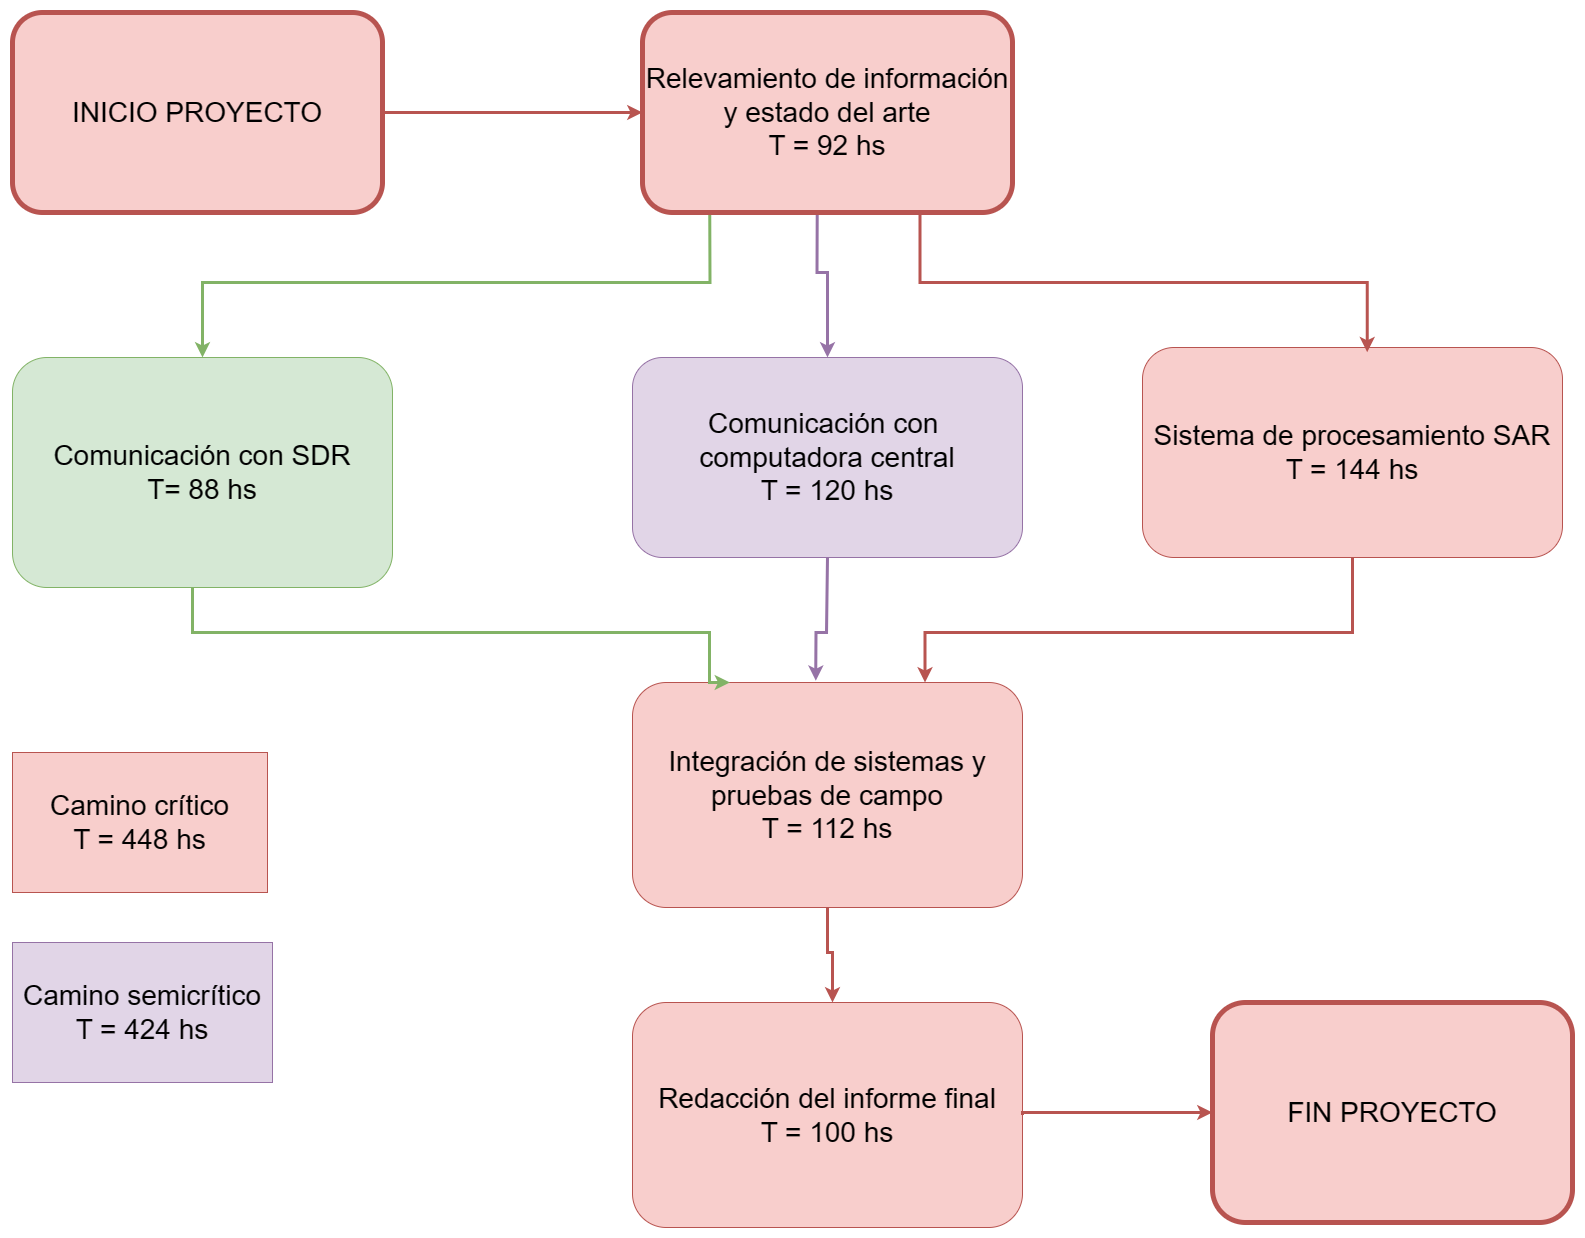 INICIO PROYECTO
Relevamiento de información
y estado del arte
T = 92 hs
Comunicación con SDR
T= 88 hs
Comunicación con
computadora central
T = 120 hs
Sistema de procesamiento SAR
T = 144 hs
Integración de sistemas y
pruebas de campo
T = 112 hs
Camino crítico
T = 448 hs
Camino semicrítico
T = 424 hs
Redacción del informe final
T = 100 hs
FIN PROYECTO